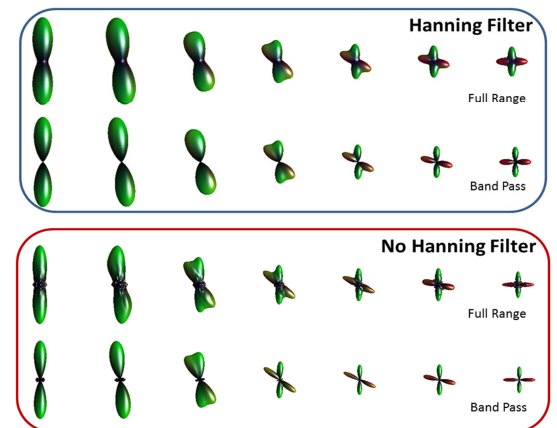 Hanning Filter
Full Range
Band Pass
No Hanning Filter
Full Range
Band Pass